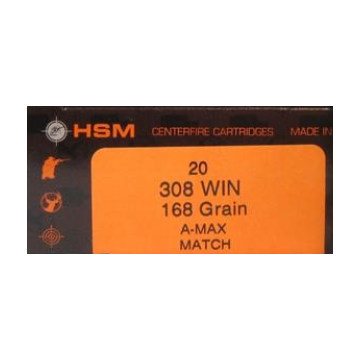 HSM CENTERFIRE CARTRIDGES MADE IN
20
308 WIN
168 Grain
A-MAX
MATCH